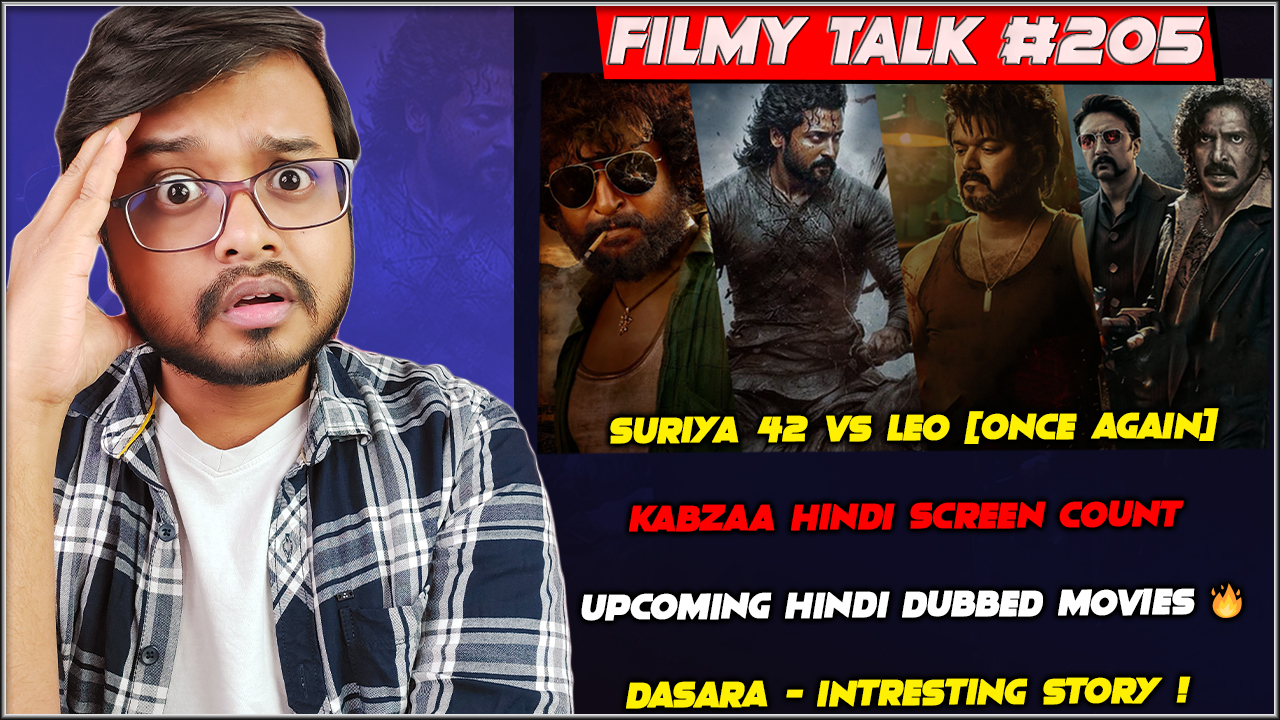 FILMY TALK #205
SURIYA 42 VS LEO [ONCE AGAIN]
KABZAA HINDI SCREEN COUNT
UPCOMING HINDI DUBBED MOVIES 🔥
DASARA - INTRESTING STORY !